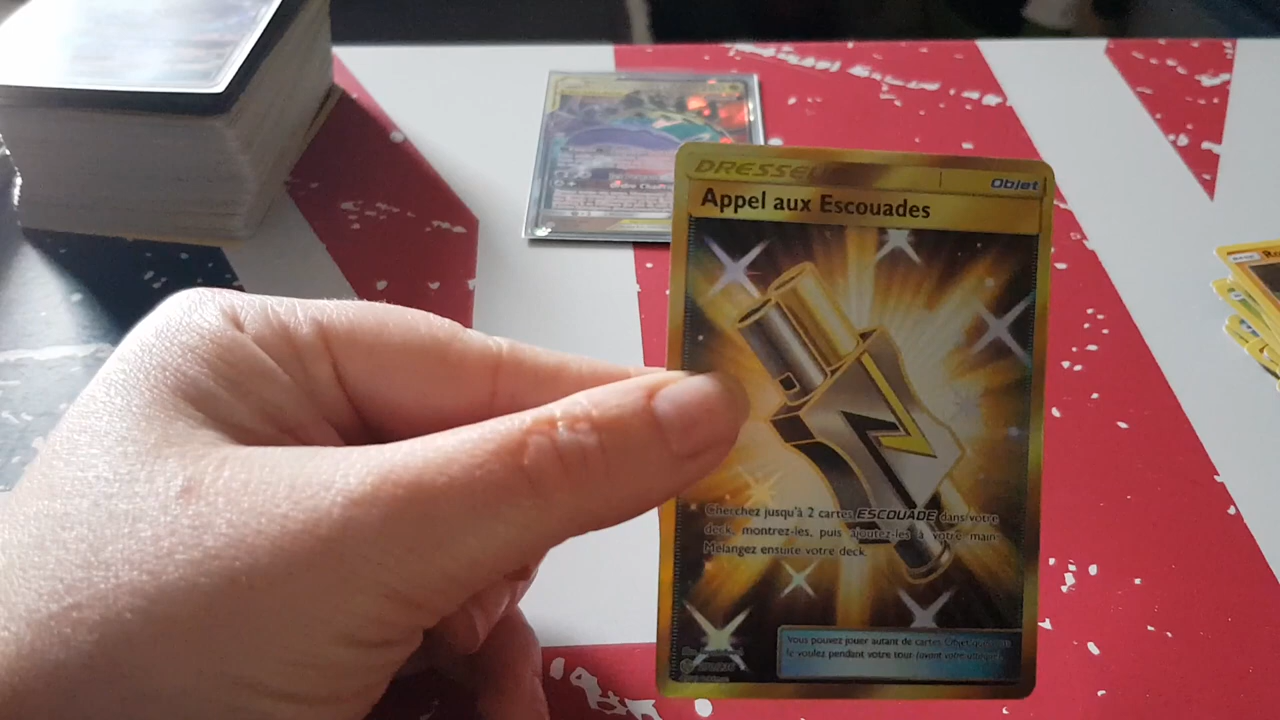 DRESSEUR
Objet
Appel aux Escouades
Cherchez jusqu'à 2 cartes ESCOUADE dans votre
deck, montrez-les, puis ajoutez-les à votre main.
Mélangez ensuite votre deck.
Vous pouvez jouer autant de cartes Objet que vous
le voulez pendant votre tour (avant votre attaque).